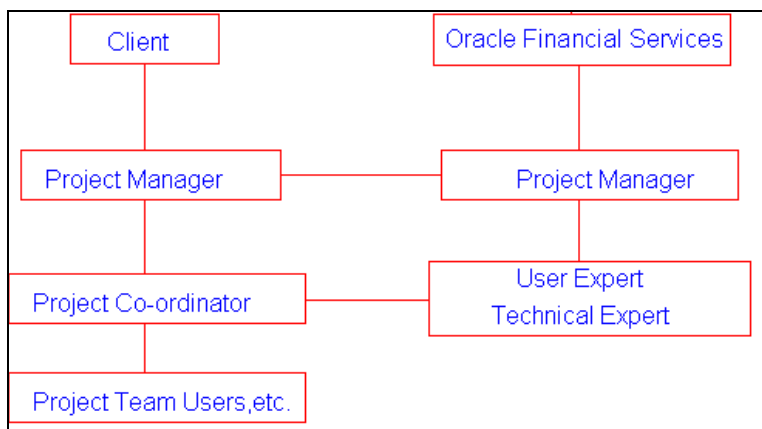 Client
Oracle Financial Services
Project Manager
Project Manager
Project Co-ordinator
User Expert
Technical Expert
Project Team Users,etc.